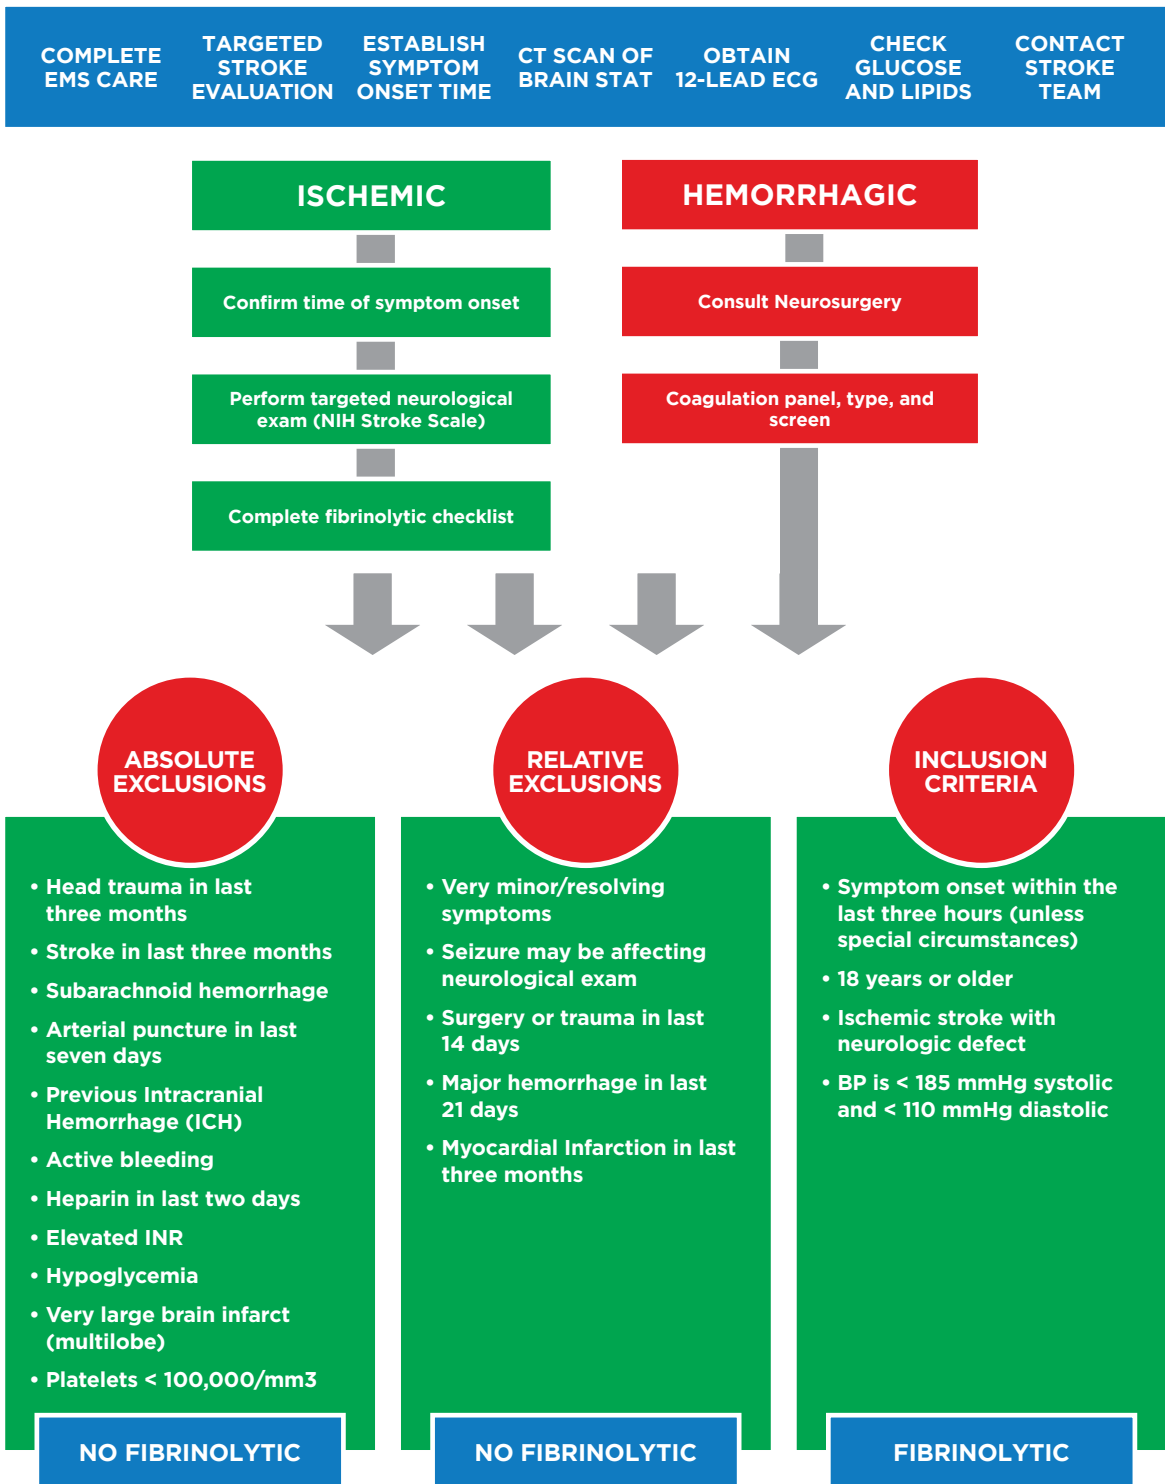 COMPLETE
EMS CARE
TARGETED
STROKE
EVALUATION
ESTABLISH
SYMPTOM
ONSET TIME
CT SCAN OF
BRAIN STAT
OBTAIN
12-LEAD ECG
CHECK
GLUCOSE
AND LIPIDS
CONTACT
STROKE
TEAM
ISCHEMIC
Confirm time of symptom onset
Perform targeted neurological
exam (NIH Stroke Scale)
Complete fibrinolytic checklist
HEMORRHAGIC
Consult Neurosurgery
Coagulation panel, type, and
screen
ABSOLUTE
EXCLUSIONS
• Head trauma in last
three months
• Stroke in last three months
• Subarachnoid hemorrhage
• Arterial puncture in last
seven days
• Previous Intracranial
Hemorrhage (ICH)
• Active bleeding
• Heparin in last two days
• Elevated INR
• Hypoglycemia
• Very large brain infarct
(multilobe)
• Platelets < 100,000/mm3
NO FIBRINOLYTIC
RELATIVE
EXCLUSIONS
• Very minor/resolving
symptoms
• Seizure may be affecting
neurological exam
• Surgery or trauma in last
14 days
• Major hemorrhage in last
21 days
• Myocardial Infarction in last
three months
NO FIBRINOLYTIC
INCLUSION
CRITERIA
• Symptom onset within the
last three hours (unless
special circumstances)
• 18 years or older
• Ischemic stroke with
neurologic defect
• BP is < 185 mmHg systolic
and < 110 mmHg diastolic
FIBRINOLYTIC